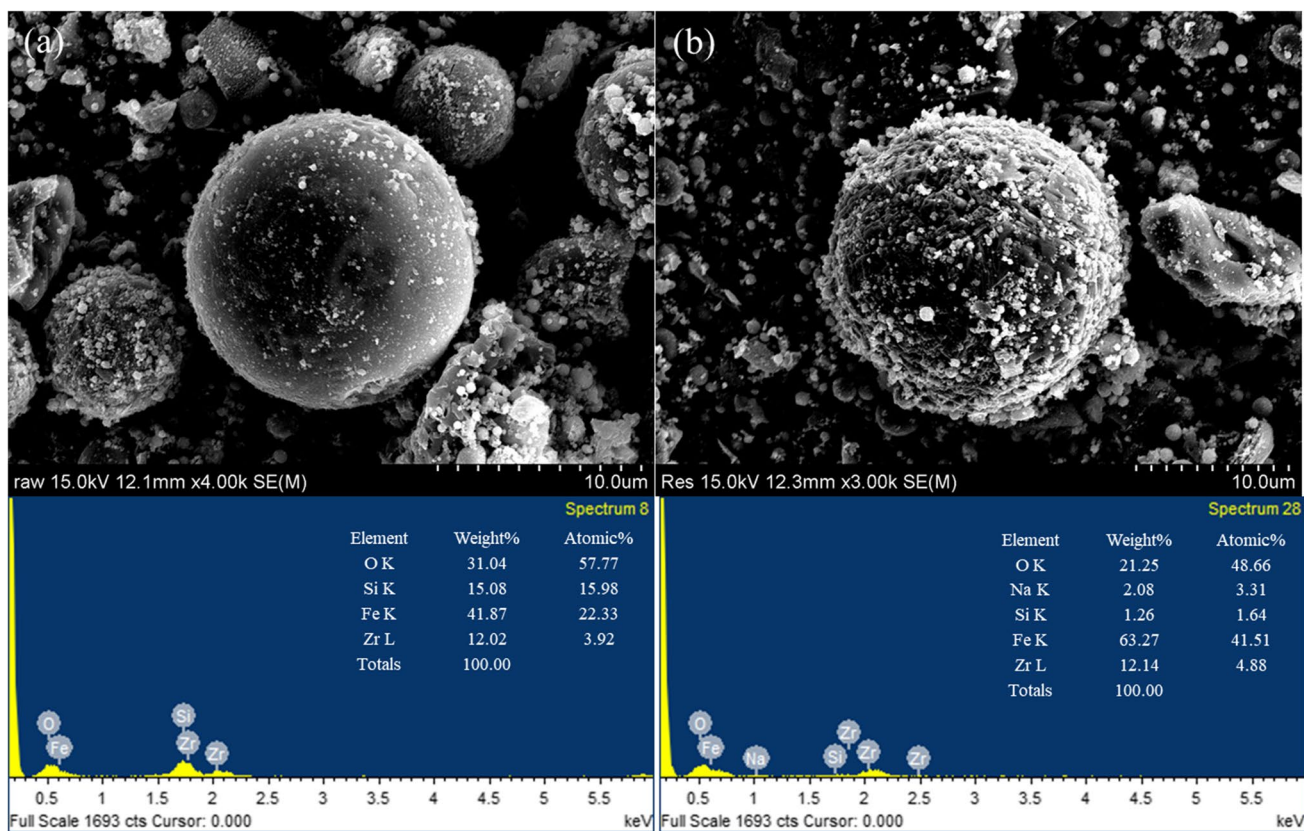 (a)
raw 15.0kV 12.1mm x4.00k SE(M)
10.0um
Spectrum 8
Element Weight% Atomic%
O K 31.04 57.77
Si K 15.08 15.98
Fe K 41.87 22.33
Zr L 12.02 3.92
Totals 100.00
O
Fe
Si
Zr
Zr
0.5 1 1.5 2 2.5 3 3.5 4 4.5 5 5.5
Full Scale 1693 cts Cursor: 0.000 keV
(b)
Res 15.0kV 12.3mm x3.00k SE(M)
10.0um
Spectrum 28
Element Weight% Atomic%
O K 21.25 48.66
Na K 2.08 3.31
Si K 1.26 1.64
Fe K 63.27 41.51
Zr L 12.14 4.88
Totals 100.00
O
Fe
Na
Si
Zr
Zr
Zr
0.5 1 1.5 2 2.5 3 3.5 4 4.5 5 5.5
Full Scale 1693 cts Cursor: 0.000 keV